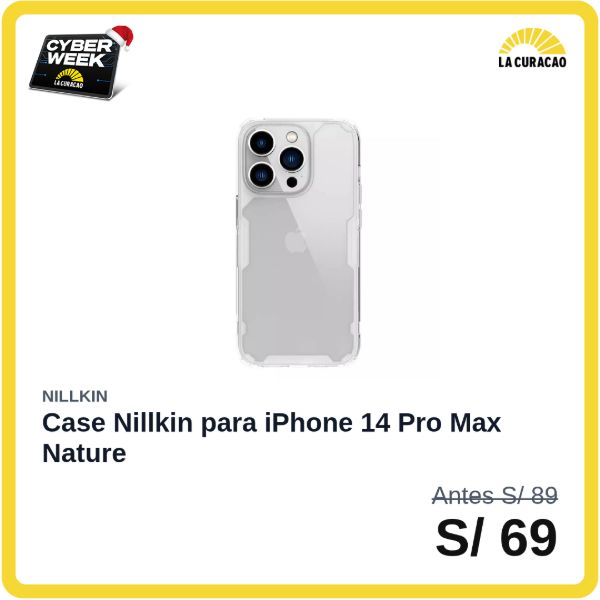 CYBER
WEEK
LA CURACAO
LA CURACAO
NILLKIN
Case Nillkin para iPhone 14 Pro Max
Nature
Antes S/ 89
S/ 69